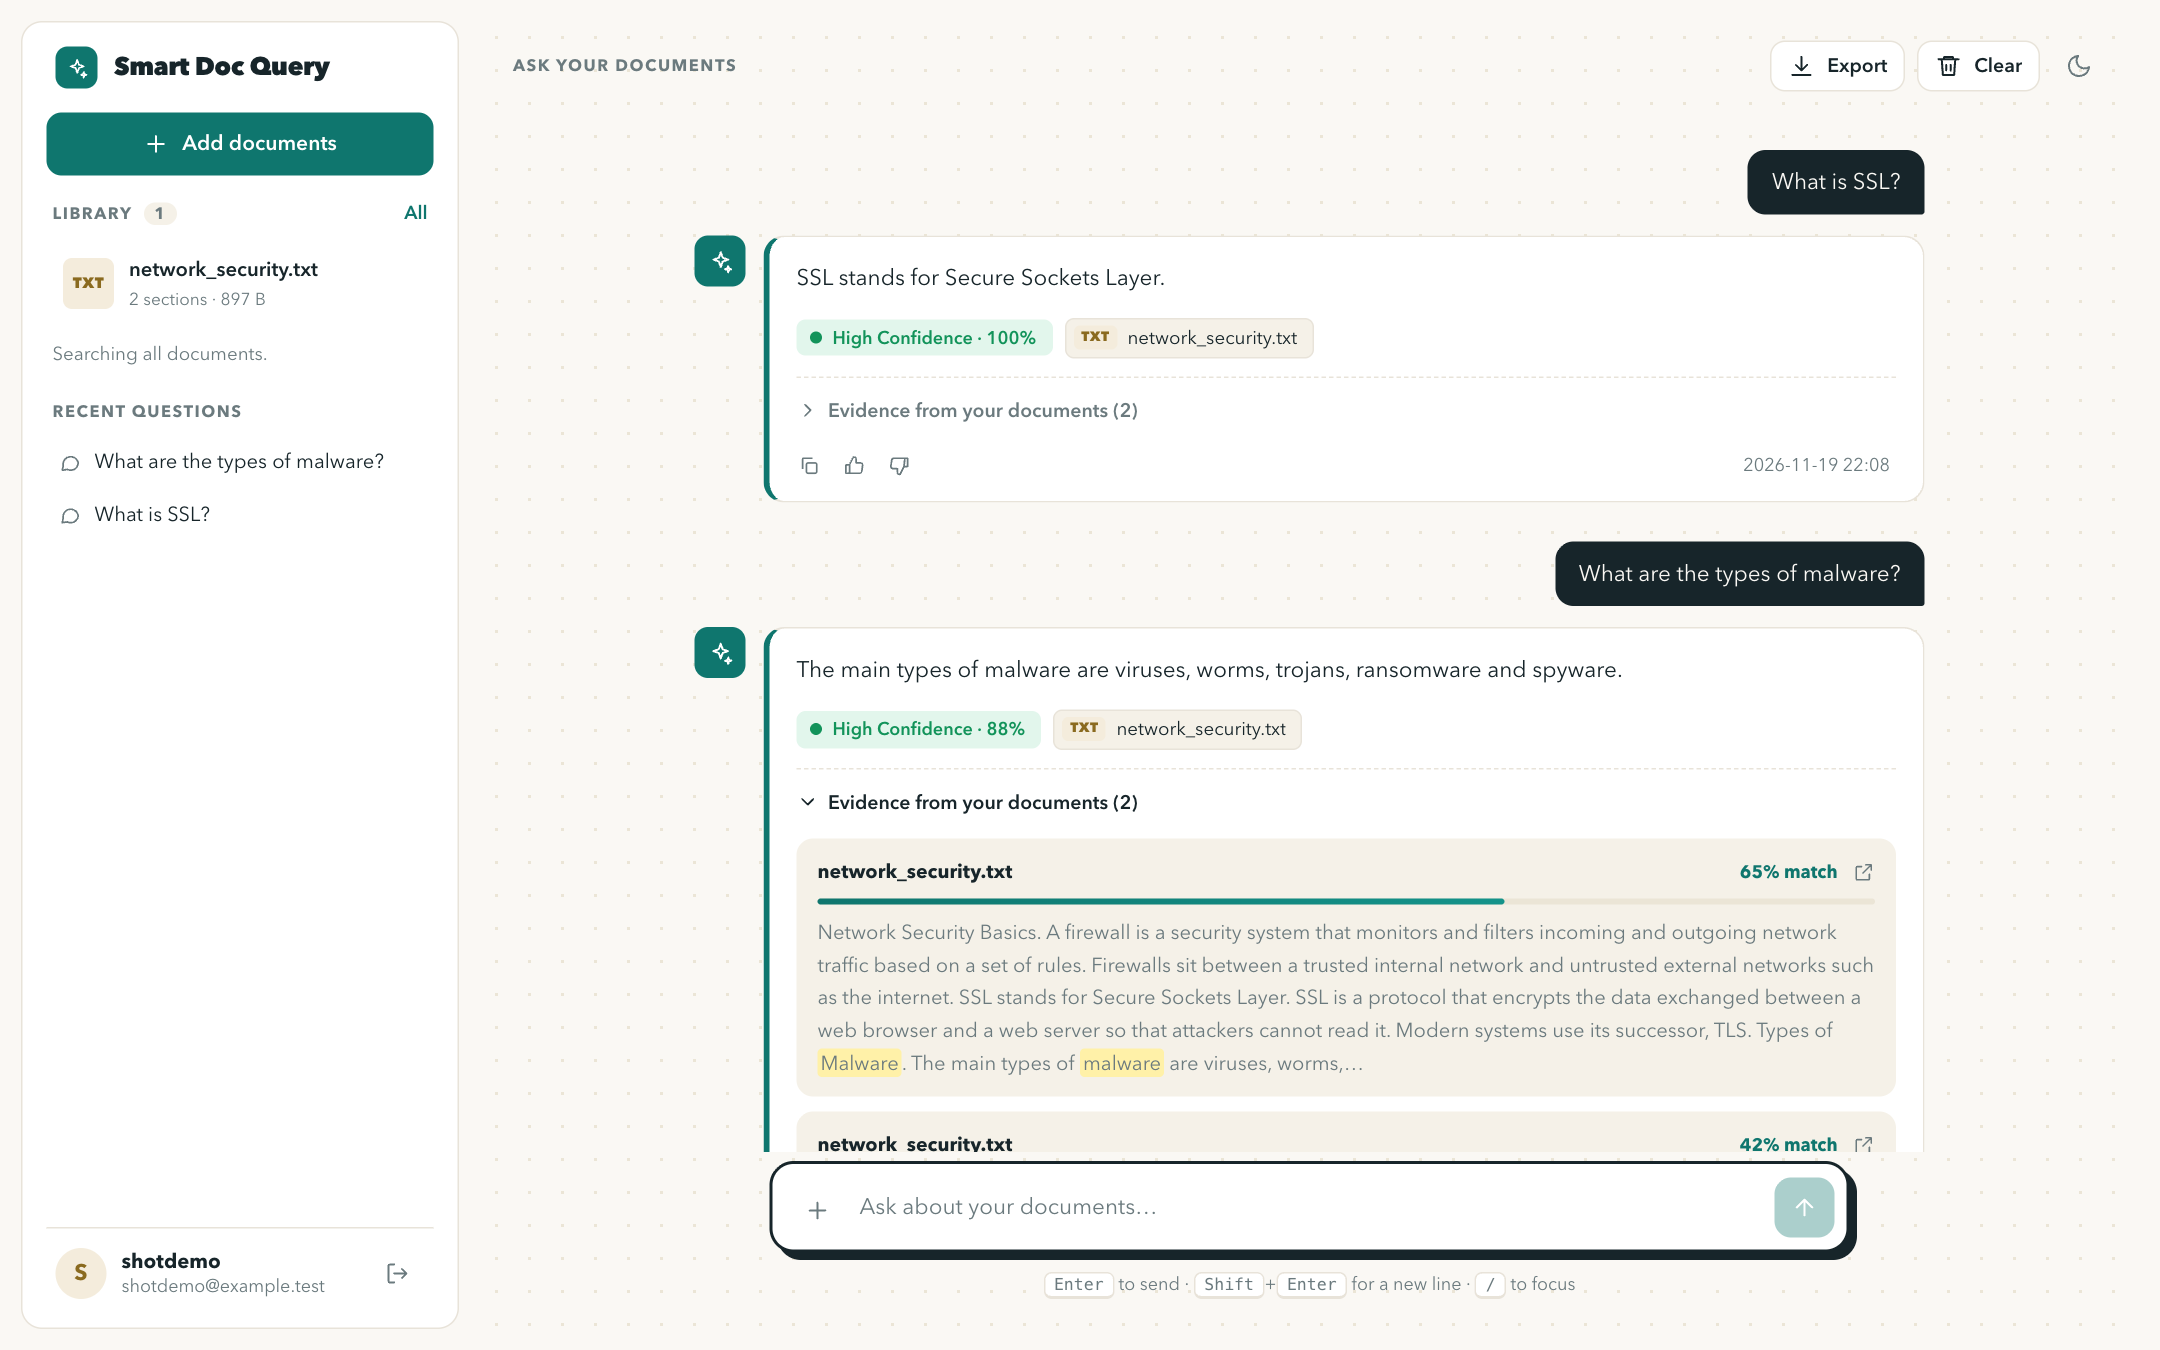 Smart Doc Query
Add documents
LIBRARY 1 All
TXT network_security.txt
2 sections · 897 B
Searching all documents.
RECENT QUESTIONS
What are the types of malware?
What is SSL?
S shotdemo
shotdemo@example.test
ASK YOUR DOCUMENTS
Export Clear
What is SSL?
SSL stands for Secure Sockets Layer.
High Confidence · 100% TXT network_security.txt
Evidence from your documents (2)
2026-11-19 22:08
What are the types of malware?
The main types of malware are viruses, worms, trojans, ransomware and spyware.
High Confidence · 88% TXT network_security.txt
Evidence from your documents (2)
network_security.txt 65% match
Network Security Basics. A firewall is a security system that monitors and filters incoming and outgoing network
traffic based on a set of rules. Firewalls sit between a trusted internal network and untrusted external networks such
as the internet. SSL stands for Secure Sockets Layer. SSL is a protocol that encrypts the data exchanged between a
web browser and a web server so that attackers cannot read it. Modern systems use its successor, TLS. Types of
Malware. The main types of malware are viruses, worms,…
network_security.txt 42% match
Ask about your documents…
Enter to send · Shift+Enter for a new line · / to focus